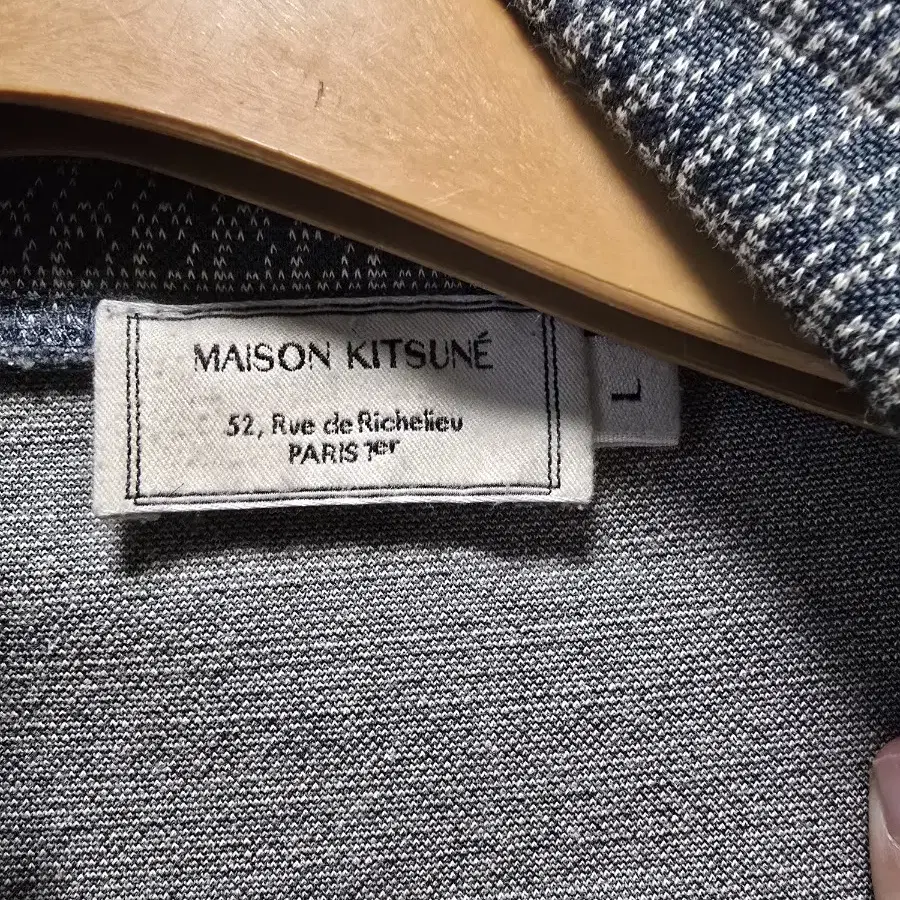 MAISON KITSUNÉ
52, Rue de Richelieu
PARIS 1er
L